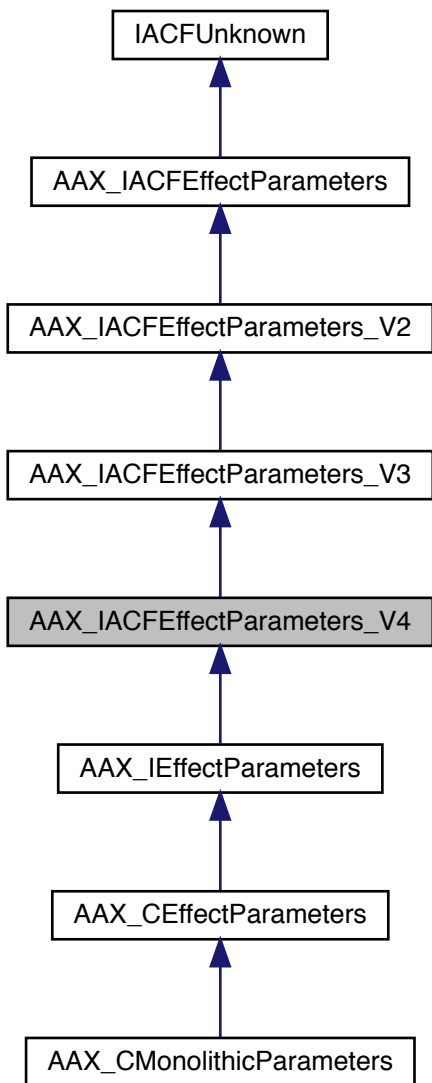 IACFUnknown
AAX_IACFEffectParameters
AAX_IACFEffectParameters_V2
AAX_IACFEffectParameters_V3
AAX_IACFEffectParameters_V4
AAX_IEffectParameters
AAX_CEffectParameters
AAX_CMonolithicParameters